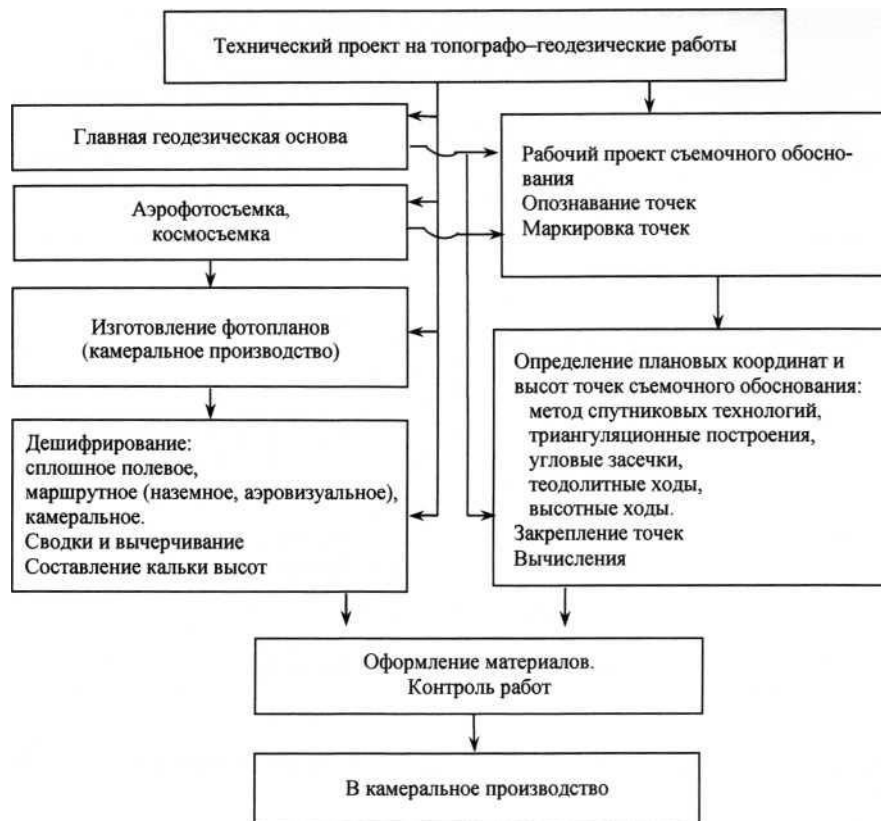 Технический проект на топографо–геодезические работы
Главная геодезическая основа
Рабочий проект съемочного обосно-
вания
Опознавание точек
Маркировка точек
Аэрофотосъемка,
космосъемка
Изготовление фотопланов
(камеральное производство)
Определение плановых координат и
высот точек съемочного обоснования:
метод спутниковых технологий,
триангуляционные построения,
угловые засечки,
теодолитные ходы,
высотные ходы.
Закрепление точек
Вычисления
Дешифрирование:
сплошное полевое,
маршрутное (наземное, аэровизуальное),
камеральное.
Сводки и вычерчивание
Составление кальки высот
Оформление материалов.
Контроль работ
В камеральное производство